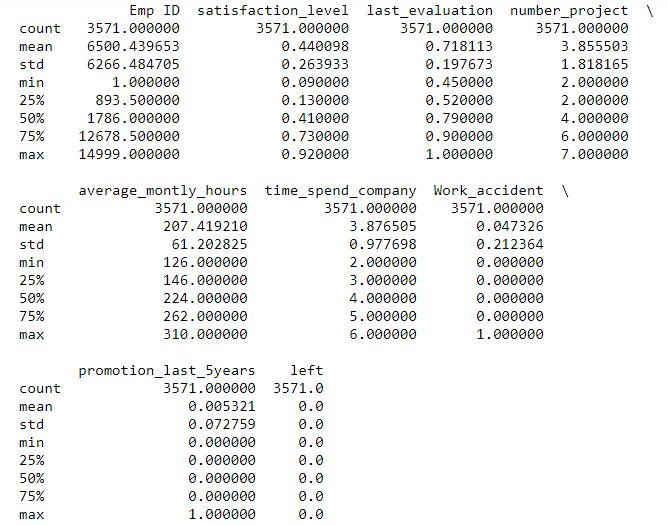 Emp ID satisfaction_level last_evaluation number_project \
count 3571.000000 3571.000000 3571.000000 3571.000000
mean 6500.439653 0.440098 0.718113 3.855503
std 6266.484705 0.263933 0.197673 1.818165
min 1.000000 0.090000 0.450000 2.000000
25% 893.500000 0.130000 0.520000 2.000000
50% 1786.000000 0.410000 0.790000 4.000000
75% 12678.500000 0.730000 0.900000 6.000000
max 14999.000000 0.920000 1.000000 7.000000
average_montly_hours time_spend_company Work_accident \
count 3571.000000 3571.000000 3571.000000
mean 207.419210 3.876505 0.047326
std 61.202825 0.977698 0.212364
min 126.000000 2.000000 0.000000
25% 146.000000 3.000000 0.000000
50% 224.000000 4.000000 0.000000
75% 262.000000 5.000000 0.000000
max 310.000000 6.000000 1.000000
promotion_last_5years left
count 3571.000000 3571.0
mean 0.005321 0.0
std 0.072759 0.0
min 0.000000 0.0
25% 0.000000 0.0
50% 0.000000 0.0
75% 0.000000 0.0
max 1.000000 0.0